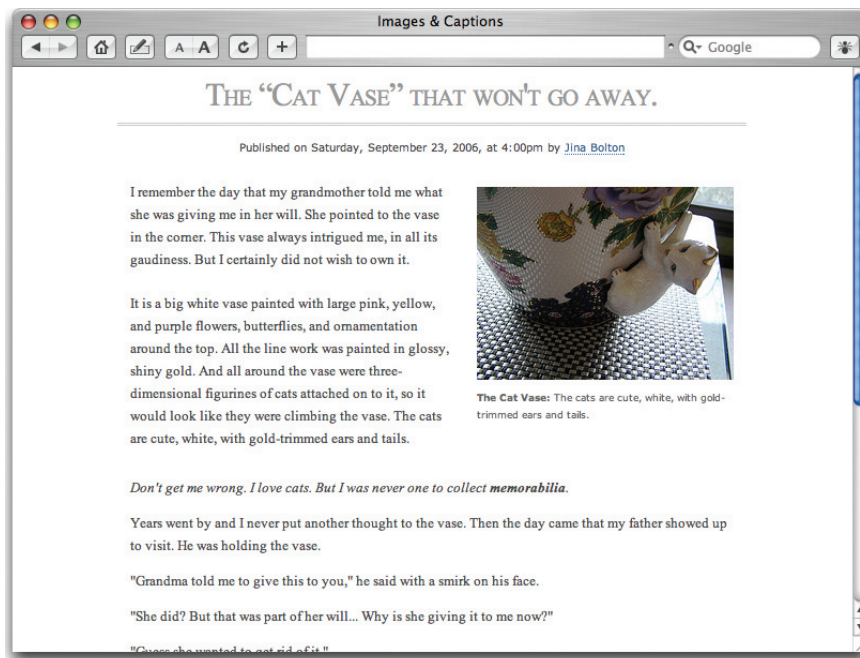 Images & Captions
A A
Google
The “Cat Vase” that won't go away.
Published on Saturday, September 23, 2006, at 4:00pm by Jina Bolton
I remember the day that my grandmother told me what
she was giving me in her will. She pointed to the vase
in the corner. This vase always intrigued me, in all its
gaudiness. But I certainly did not wish to own it.
It is a big white vase painted with large pink, yellow,
and purple flowers, butterflies, and ornamentation
around the top. All the line work was painted in glossy,
shiny gold. And all around the vase were three-
dimensional figurines of cats attached on to it, so it
would look like they were climbing the vase. The cats
are cute, white, with gold-trimmed ears and tails.
The Cat Vase: The cats are cute, white, with gold-
trimmed ears and tails.
Don't get me wrong. I love cats. But I was never one to collect memorabilia.
Years went by and I never put another thought to the vase. Then the day came that my father showed up
to visit. He was holding the vase.
"Grandma told me to give this to you," he said with a smirk on his face.
"She did? But that was part of her will... Why is she giving it to me now?"
"Guess she wanted to get rid of it."